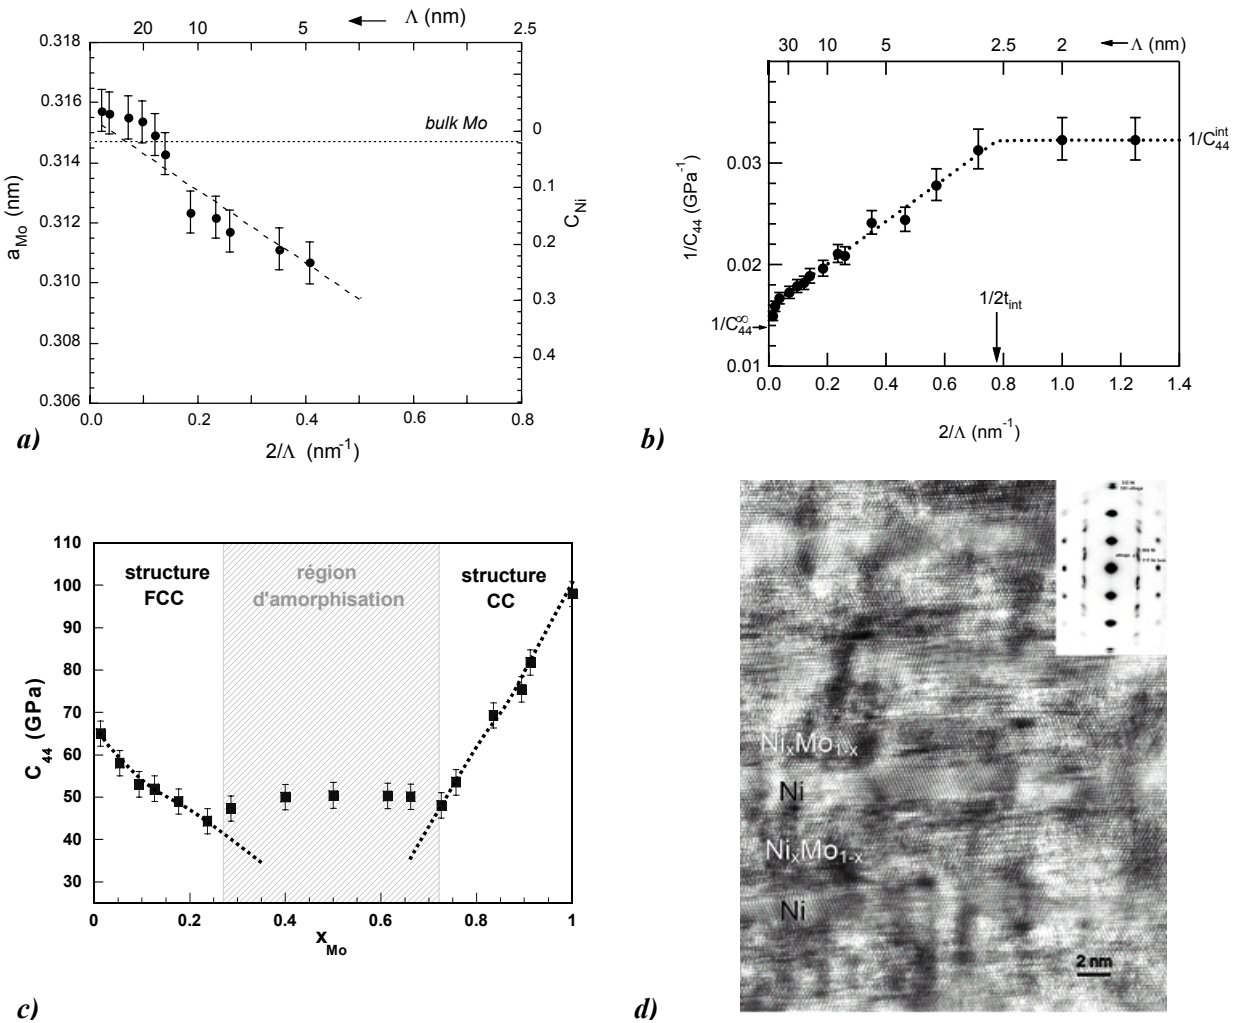 Λ (nm)
20 10 5 2.5
0.318
0.316
0.314
0.312
0.310
0.308
0.306
a_Mo (nm)
bulk Mo
0
0.1
0.2
0.3
0.4
C_Ni
0.0 0.2 0.4 0.6 0.8
2/Λ (nm⁻¹)
a)
30 10 5 2.5 2 Λ (nm)
0.03
0.02
0.01
1/C₄₄ (GPa⁻¹)
1/C₄₄^int
1/2t_int
1/C₄₄^∞
0.0 0.2 0.4 0.6 0.8 1.0 1.2 1.4
2/Λ (nm⁻¹)
b)
110
100
90
80
70
60
50
40
30
C₄₄ (GPa)
structure
FCC
région
d'amorphisation
structure
CC
0 0.2 0.4 0.6 0.8 1
x_Mo
c)
NiₓMo₁₋ₓ
Ni
NiₓMo₁₋ₓ
Ni
2 nm
d)